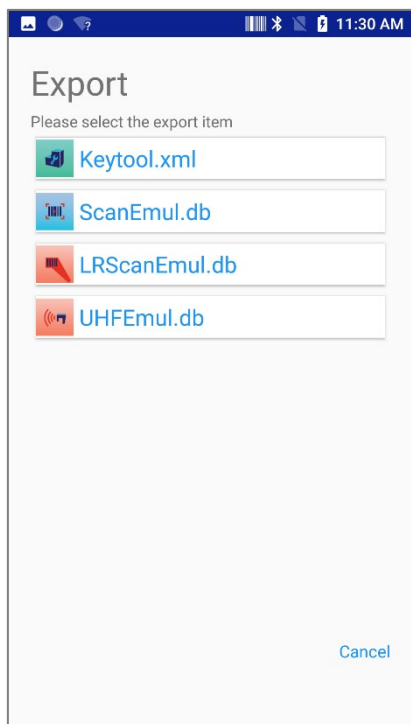 11:30 AM
Export
Please select the export item
Keytool.xml
ScanEmul.db
LRScanEmul.db
UHFEmul.db
Cancel